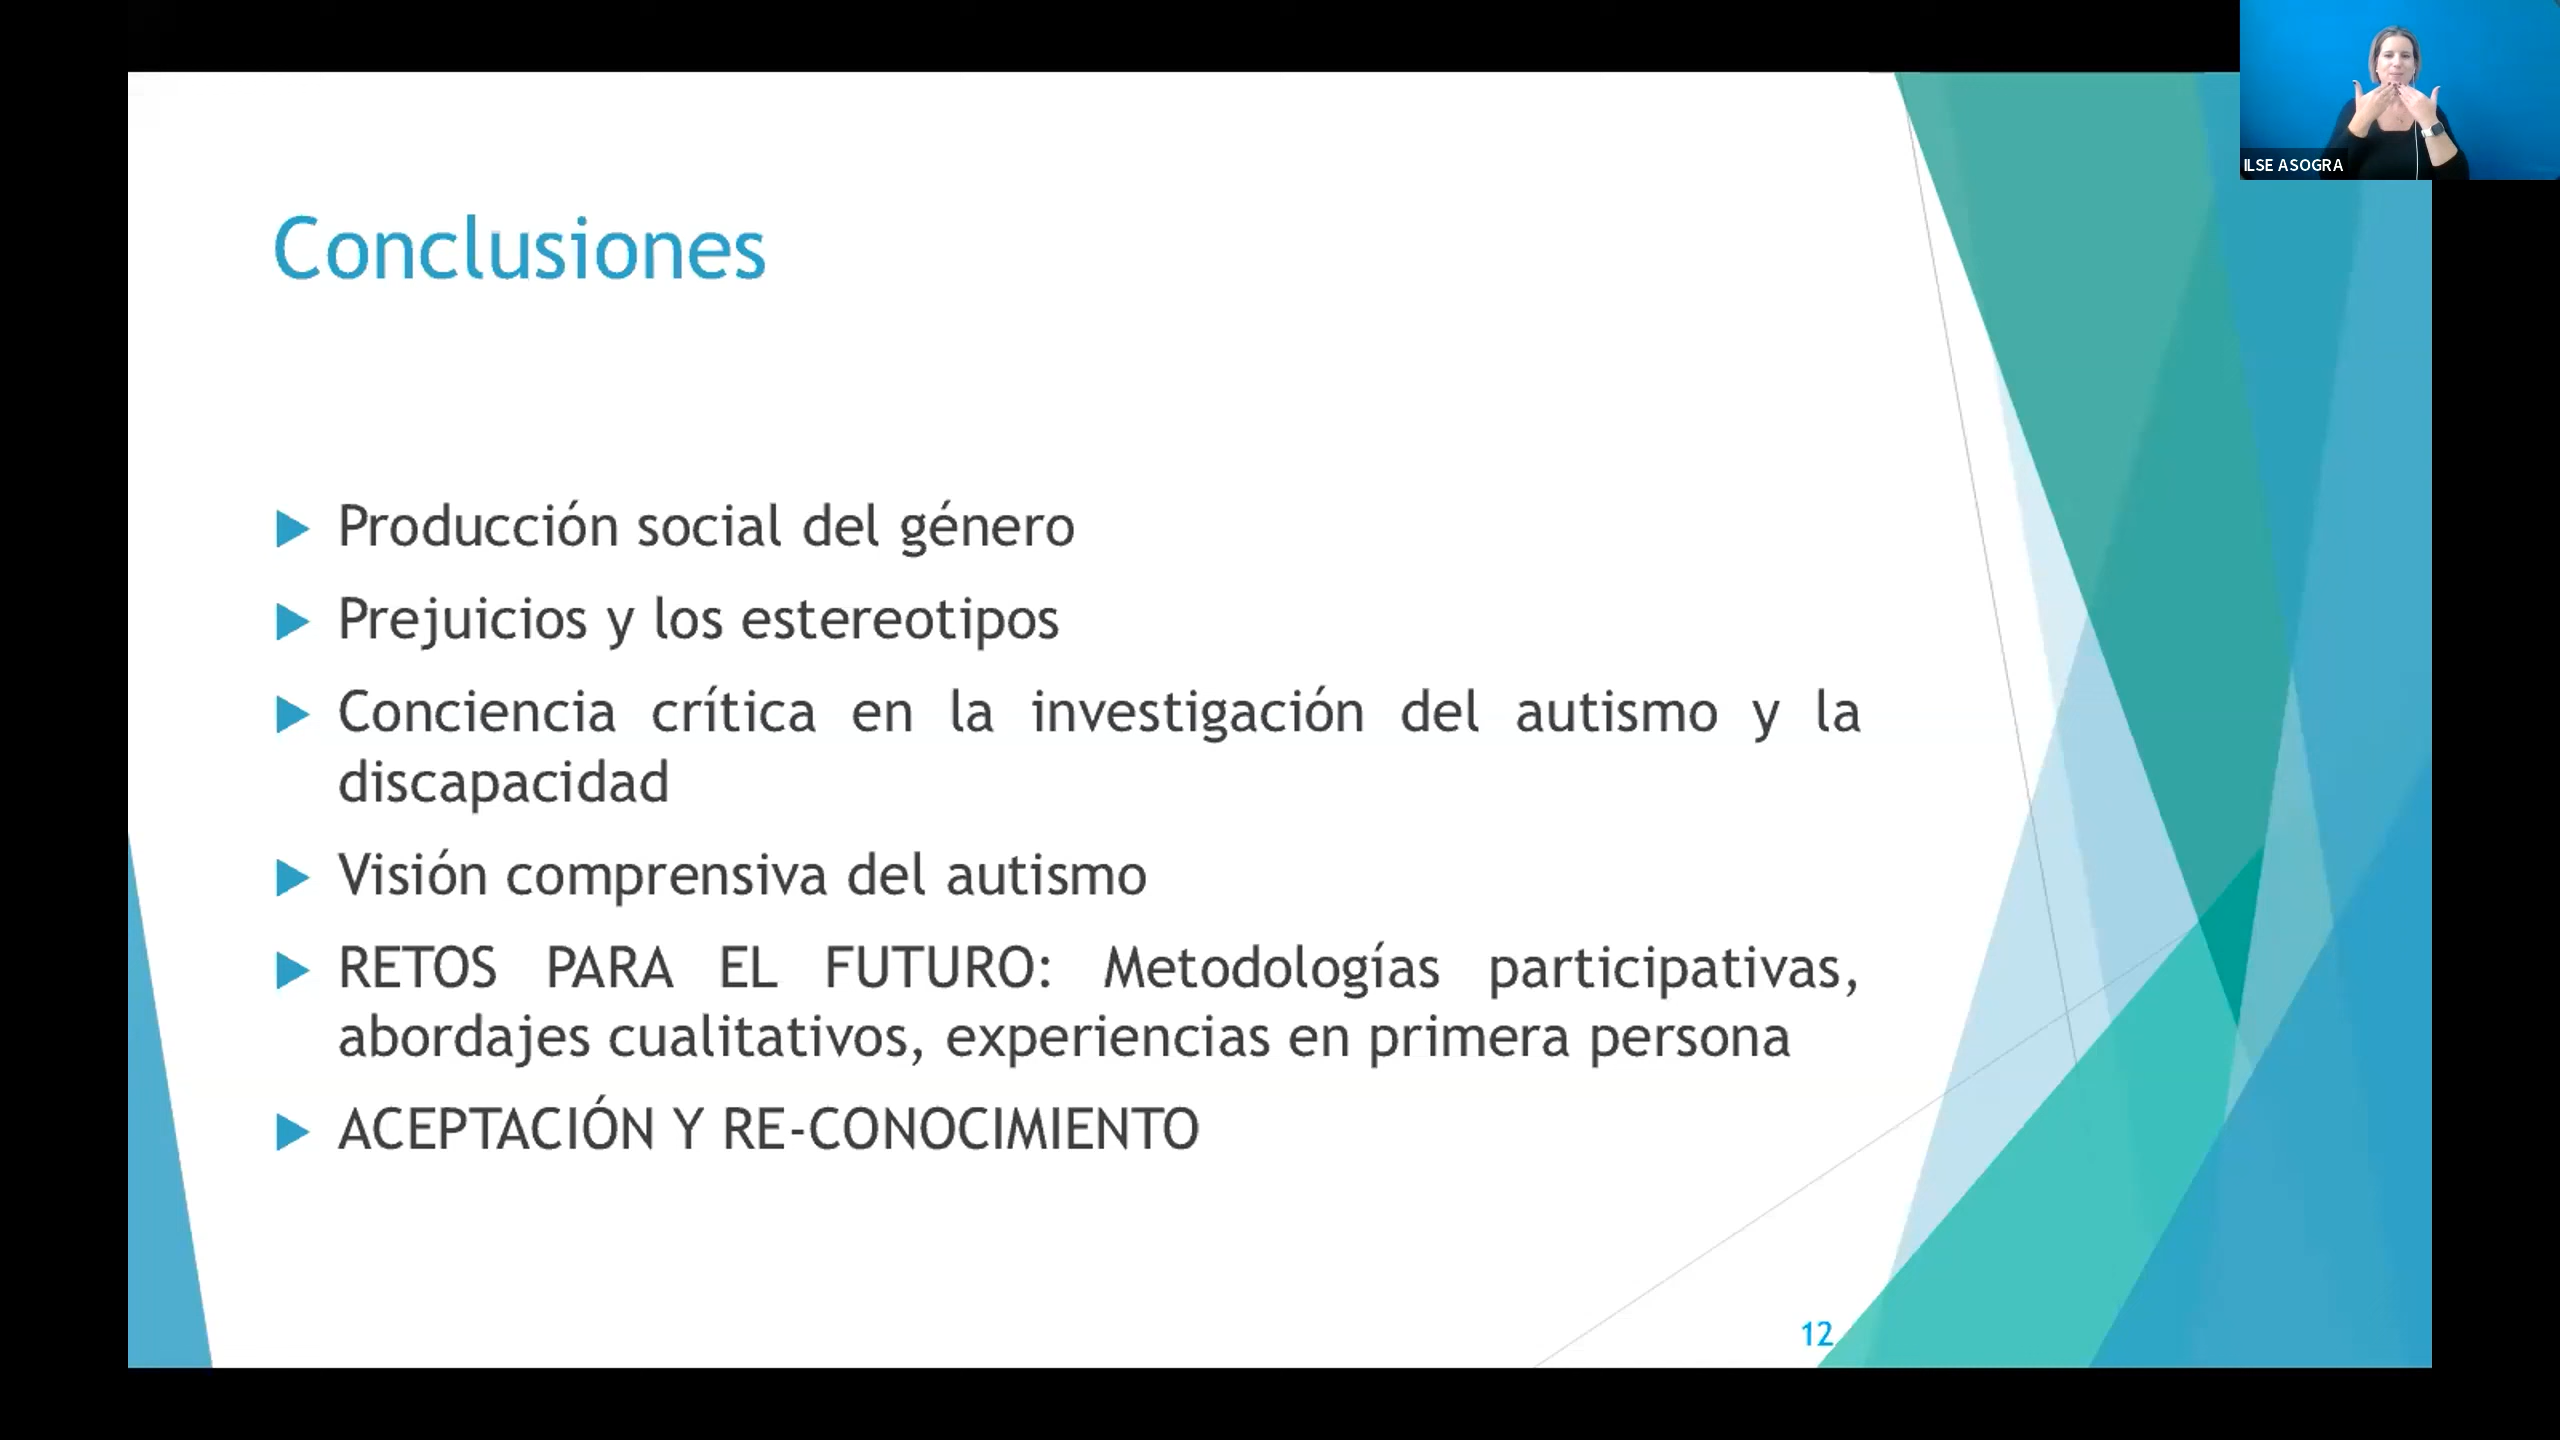 ILSE ASOGRA
Conclusiones
Producción social del género
Prejuicios y los estereotipos
Conciencia crítica en la investigación del autismo y la
discapacidad
Visión comprensiva del autismo
RETOS PARA EL FUTURO: Metodologías participativas,
abordajes cualitativos, experiencias en primera persona
ACEPTACIÓN Y RE-CONOCIMIENTO
12